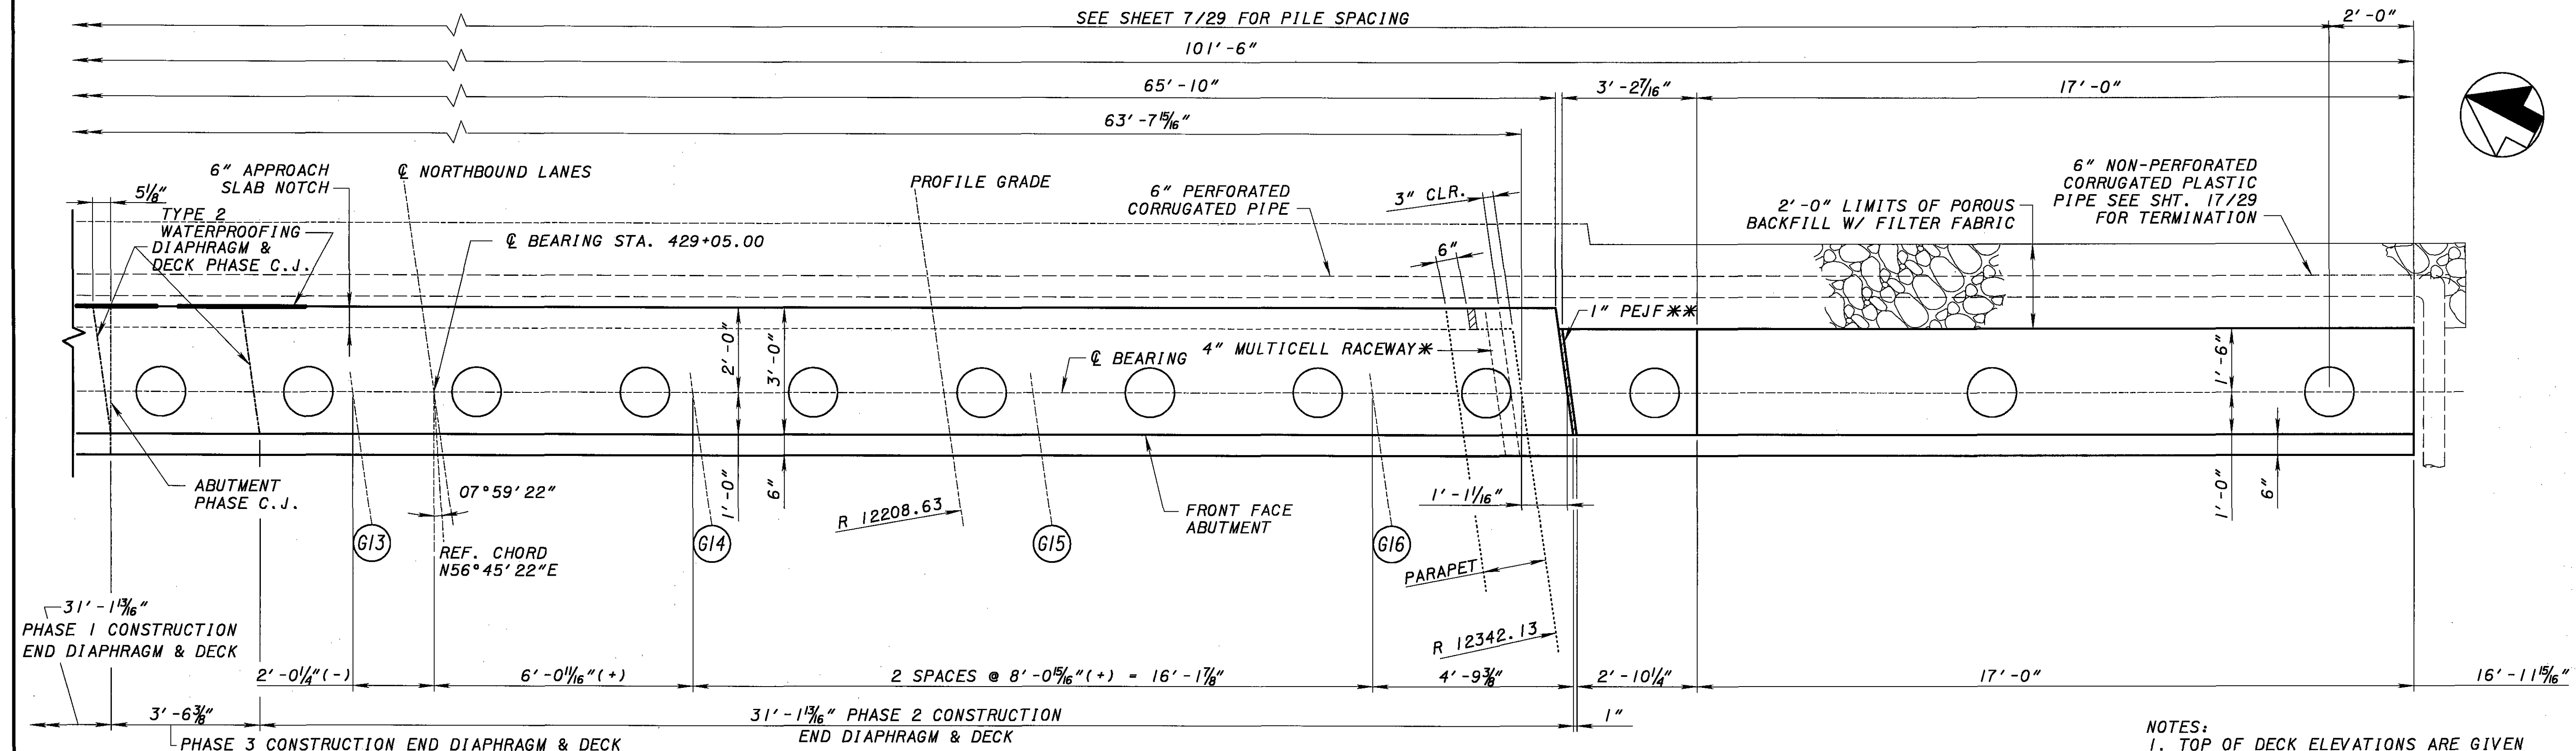 SEE SHEET 7/29 FOR PILE SPACING
2'-0"
101'-6"
65'-10"
3'-2 7/16"
17'-0"
63'-7 15/16"
6" APPROACH
SLAB NOTCH
℄ NORTHBOUND LANES
PROFILE GRADE
6" PERFORATED
CORRUGATED PIPE
3" CLR.
6" NON-PERFORATED
CORRUGATED PLASTIC
PIPE SEE SHT. 17/29
FOR TERMINATION
2'-0" LIMITS OF POROUS
BACKFILL W/ FILTER FABRIC
5 1/8"
TYPE 2
WATERPROOFING
DIAPHRAGM &
DECK PHASE C.J.
℄ BEARING STA. 429+05.00
6"
1" PEJF**
2'-0"
3'-0"
℄ BEARING
4" MULTICELL RACEWAY*
1'-6"
ABUTMENT
PHASE C.J.
07°59'22"
1'-0"
6"
R 12208.63
FRONT FACE
ABUTMENT
1'-1 1/16"
1'-0"
6"
G13
G14
G15
G16
REF. CHORD
N56°45'22"E
PARAPET
R 12342.13
31'-1 13/16"
PHASE 1 CONSTRUCTION
END DIAPHRAGM & DECK
2'-0 1/4"(-)
6'-0 11/16"(+)
2 SPACES @ 8'-0 15/16"(+) = 16'-1 7/8"
4'-9 3/8"
2'-10 1/4"
17'-0"
16'-11 15/16"
3'-6 3/8"
31'-1 13/16" PHASE 2 CONSTRUCTION
END DIAPHRAGM & DECK
1"
PHASE 3 CONSTRUCTION END DIAPHRAGM & DECK
NOTES:
1. TOP OF DECK ELEVATIONS ARE GIVEN